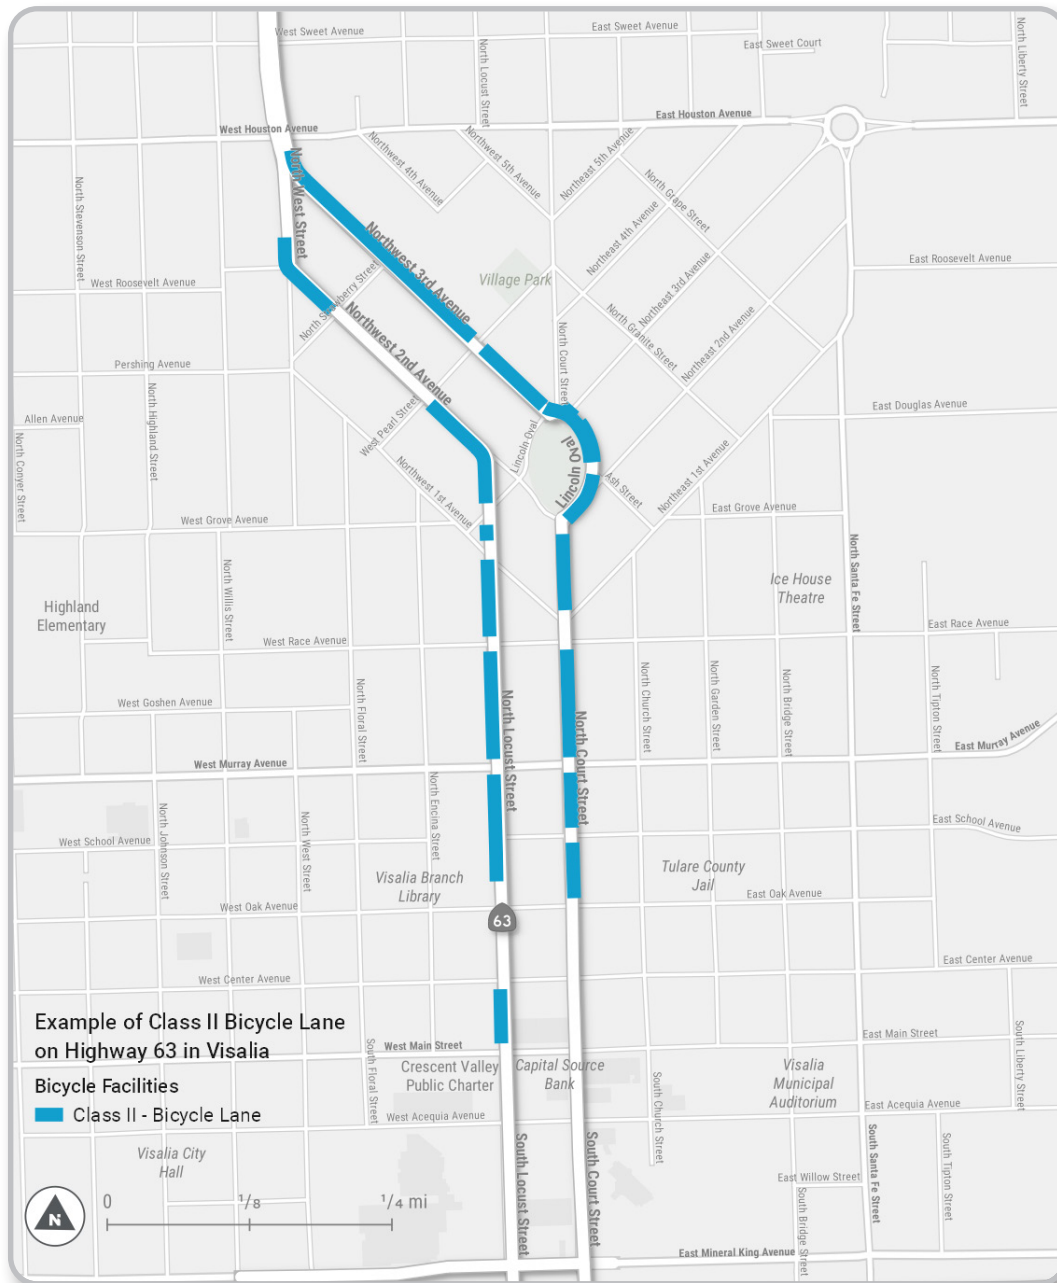 West Sweet Avenue
East Sweet Avenue
East Sweet Court
North Liberty Street
North Locust Street
West Houston Avenue
East Houston Avenue
Northwest 4th Avenue
Northwest 5th Avenue
Northeast 5th Avenue
North West Street
North Stevenson Street
North Grape Street
Northeast 4th Avenue
Northwest 3rd Avenue
Northeast 3rd Avenue
East Roosevelt Avenue
West Roosevelt Avenue
Village Park
North Strawberry Street
Northwest 2nd Avenue
North Court Street
North Granite Street
Northeast 2nd Avenue
Pershing Avenue
North Highland Street
Allen Avenue
West Pearl Street
East Douglas Avenue
North Conyer Street
Lincoln Oval
Lincoln Oval
Northwest 1st Avenue
Ash Street
Northeast 1st Avenue
West Grove Avenue
East Grove Avenue
North Willis Street
North Santa Fe Street
Highland
Elementary
Ice House
Theatre
West Race Avenue
East Race Avenue
North Floral Street
North Church Street
North Garden Street
North Bridge Street
North Tipton Street
West Goshen Avenue
North Locust Street
North Court Street
West Murray Avenue
East Murray Avenue
North Johnson Street
North West Street
North Encina Street
West School Avenue
East School Avenue
Visalia Branch
Library
Tulare County
Jail
West Oak Avenue
East Oak Avenue
63
West Center Avenue
East Center Avenue
Example of Class II Bicycle Lane
on Highway 63 in Visalia
Bicycle Facilities
Class II - Bicycle Lane
South Floral Street
West Main Street
East Main Street
South Liberty Street
Crescent Valley
Public Charter
Capital Source
Bank
South Church Street
Visalia
Municipal
Auditorium
West Acequia Avenue
East Acequia Avenue
Visalia City
Hall
South Locust Street
South Court Street
South Santa Fe Street
South Tipton Street
East Willow Street
South Bridge Street
N
0
1/8
1/4 mi
East Mineral King Avenue